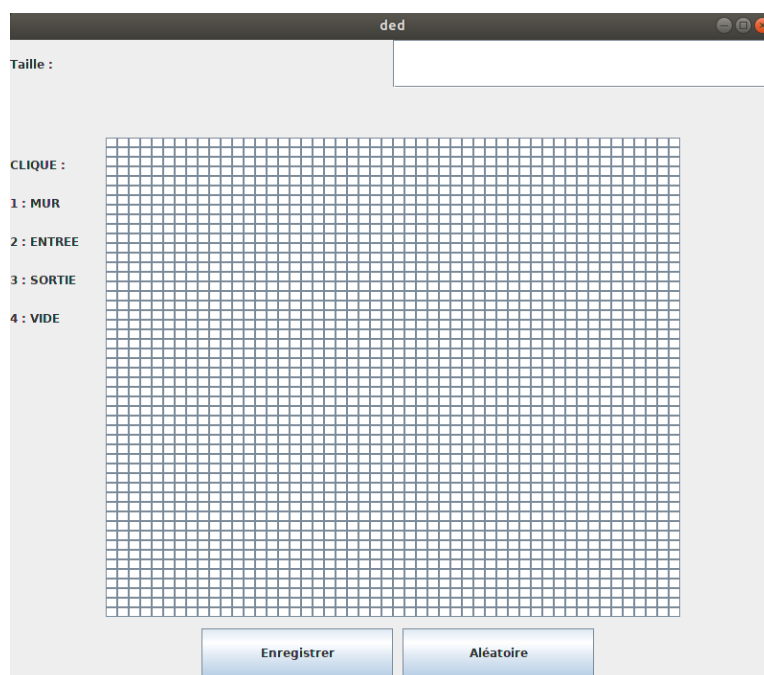 ded
Taille :
CLIQUE :
1 : MUR
2 : ENTREE
3 : SORTIE
4 : VIDE
Enregistrer
Aléatoire